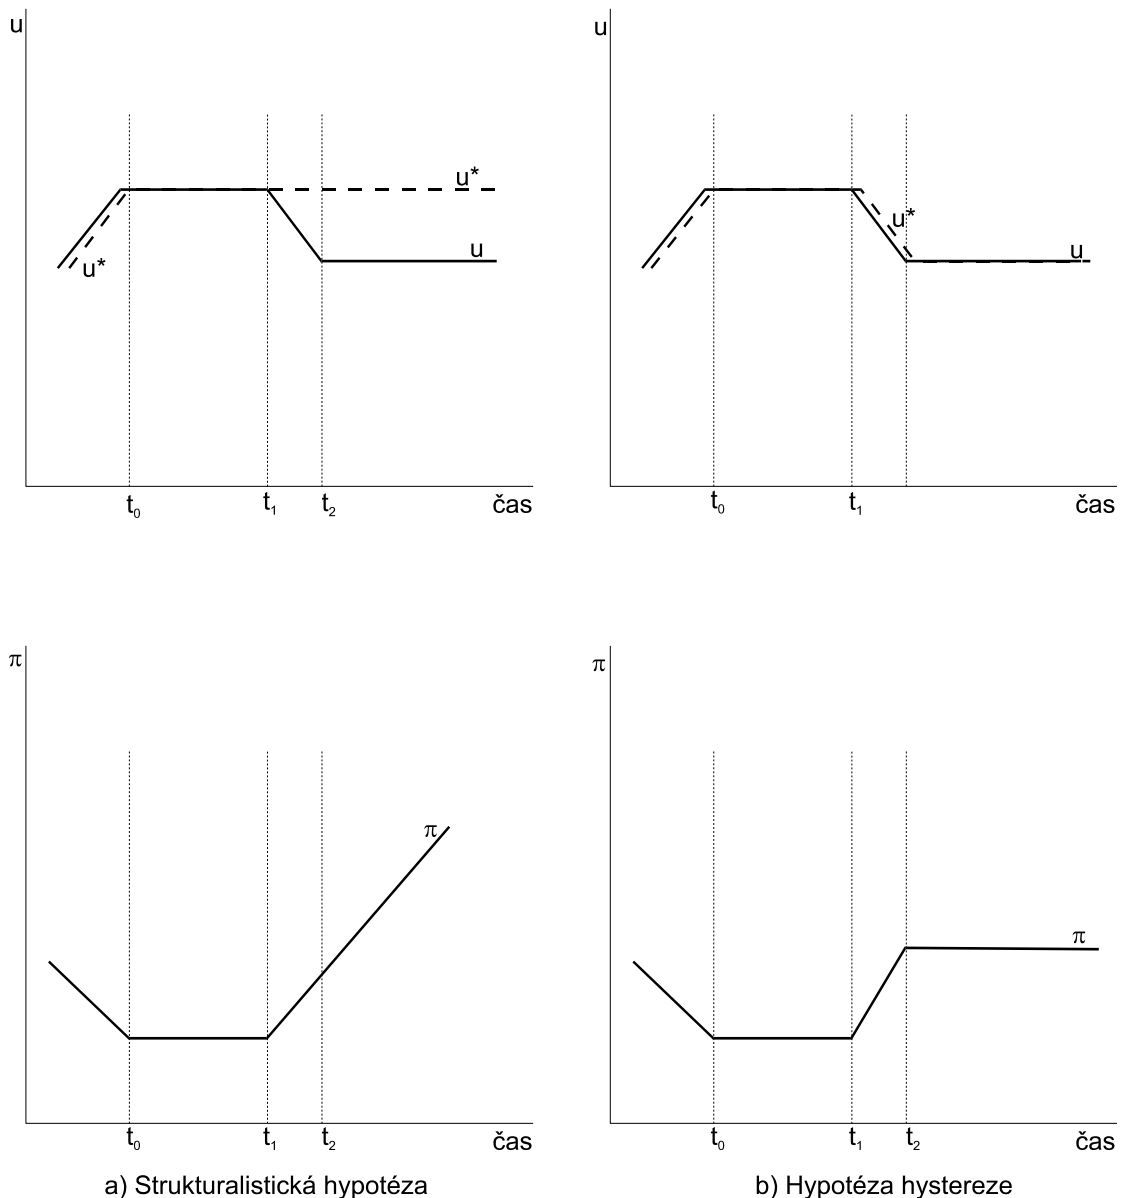 u
u*
u*
u
t₀
t₁
t₂
čas
u
u*
u
t₀
t₁
čas
π
π
t₀
t₁
t₂
čas
a) Strukturalistická hypotéza
π
π
t₀
t₁
t₂
čas
b) Hypotéza hystereze